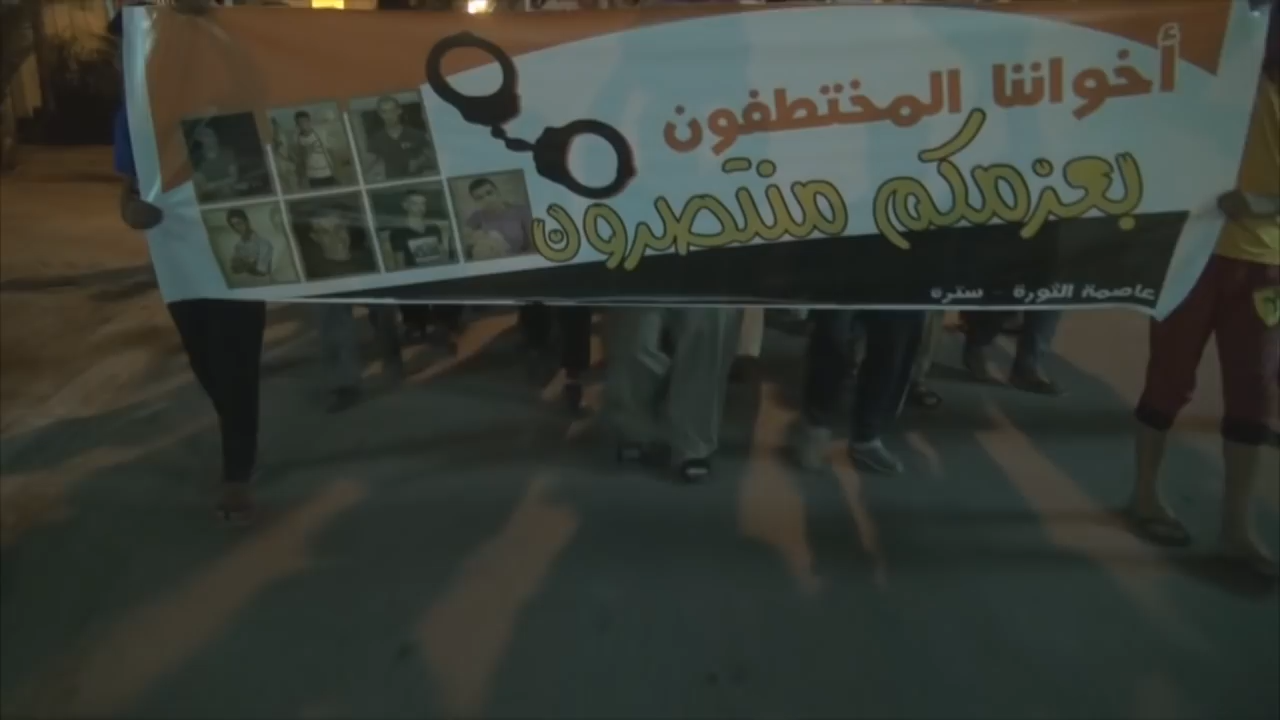 أخواننا المختطفون
بعزمكم منتصرون
عاصمة الثورة - سترة